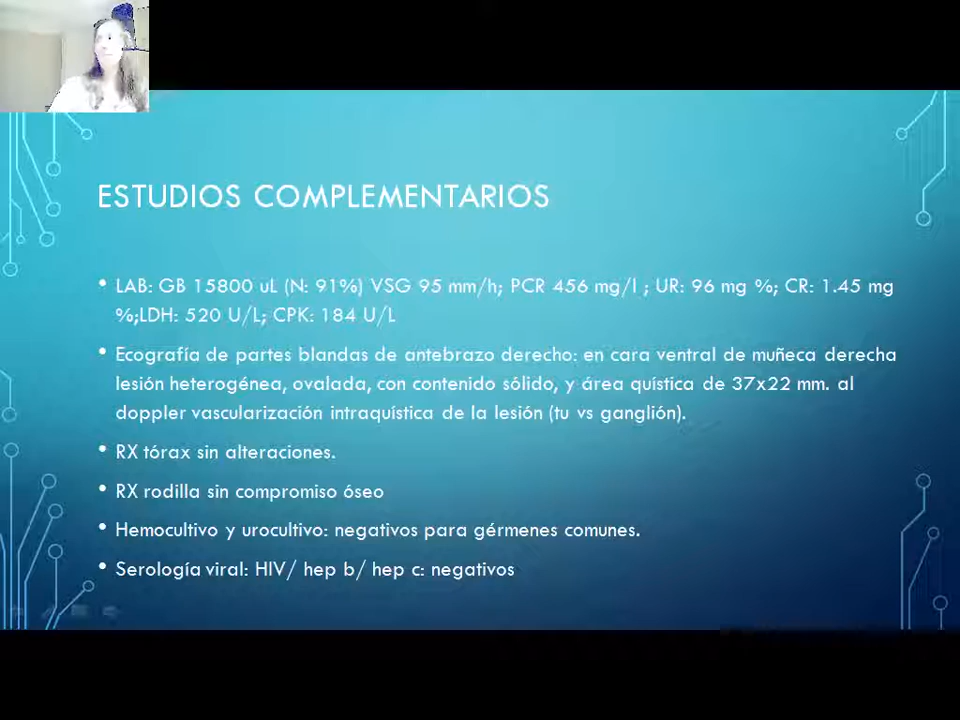 ESTUDIOS COMPLEMENTARIOS
• LAB: GB 15800 uL (N: 91%) VSG 95 mm/h; PCR 456 mg/l ; UR: 96 mg %; CR: 1.45 mg
%;LDH: 520 U/L; CPK: 184 U/L
• Ecografía de partes blandas de antebrazo derecho: en cara ventral de muñeca derecha
lesión heterogénea, ovalada, con contenido sólido, y área quística de 37x22 mm. al
doppler vascularización intraquística de la lesión (tu vs ganglión).
• RX tórax sin alteraciones.
• RX rodilla sin compromiso óseo
• Hemocultivo y urocultivo: negativos para gérmenes comunes.
• Serología viral: HIV/ hep b/ hep c: negativos